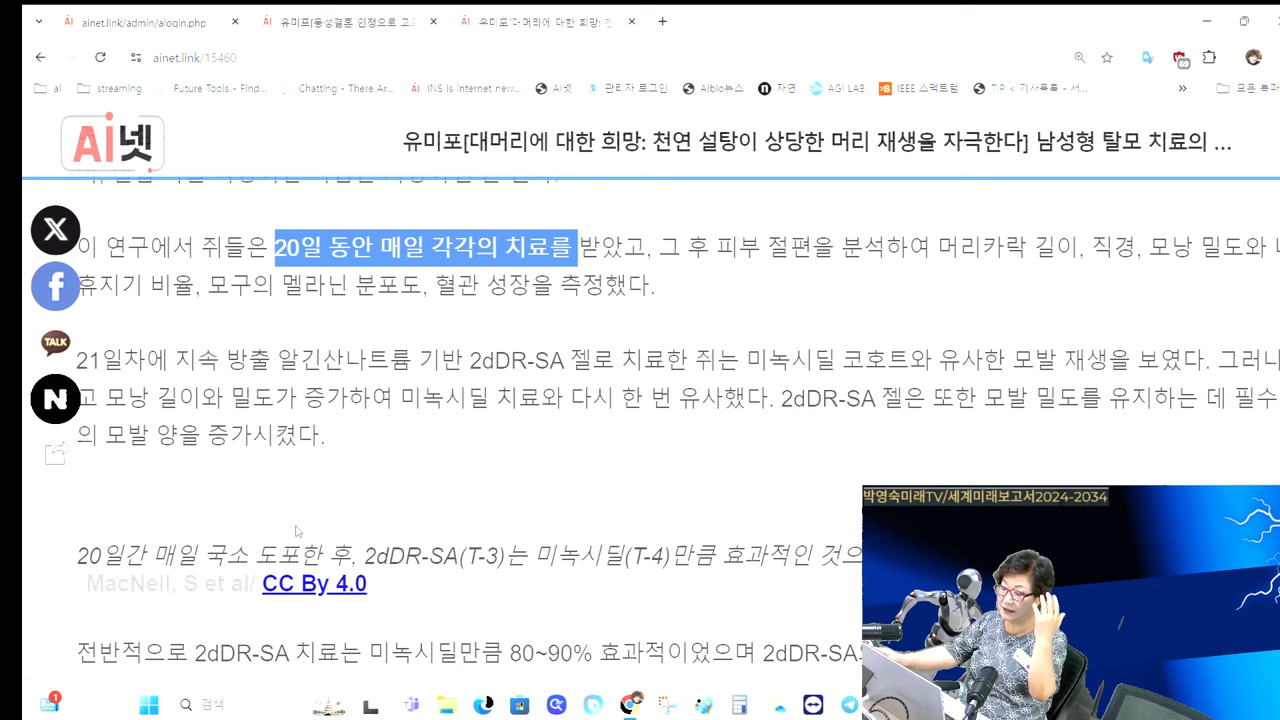 ainet.link/admin/ailogin.php
유미포[동성결혼 인정으로 고
유미포[대머리에 대한 희망: 천
ainet.link/15460
ai
streaming
Future Tools - Find...
Chatting - There Ar...
INS is Internet new...
AI넷
관리자 로그인
Aibio뉴스
자연
AGI LAB
IEEE 스펙트럼
TIP < 기사목록 - 서...
모든 북마
Ai넷
유미포[대머리에 대한 희망: 천연 설탕이 상당한 머리 재생을 자극한다] 남성형 탈모 치료의 ...
이 연구에서 쥐들은 20일 동안 매일 각각의 치료를 받았고, 그 후 피부 절편을 분석하여 머리카락 길이, 직경, 모낭 밀도와
휴지기 비율, 모구의 멜라닌 분포도, 혈관 성장을 측정했다.
TALK
21일차에 지속 방출 알긴산나트륨 기반 2dDR-SA 젤로 치료한 쥐는 미녹시딜 코호트와 유사한 모발 재생을 보였다. 그러나
고 모낭 길이와 밀도가 증가하여 미녹시딜 치료와 다시 한 번 유사했다. 2dDR-SA 젤은 또한 모발 밀도를 유지하는 데 필수
의 모발 양을 증가시켰다.
박영숙미래TV/세계미래보고서2024-2034
20일간 매일 국소 도포한 후, 2dDR-SA(T-3)는 미녹시딜(T-4)만큼 효과적인 것으
MacNeil, S et al/ CC By 4.0
전반적으로 2dDR-SA 치료는 미녹시딜만큼 80~90% 효과적이었으며 2dDR-SA
검색